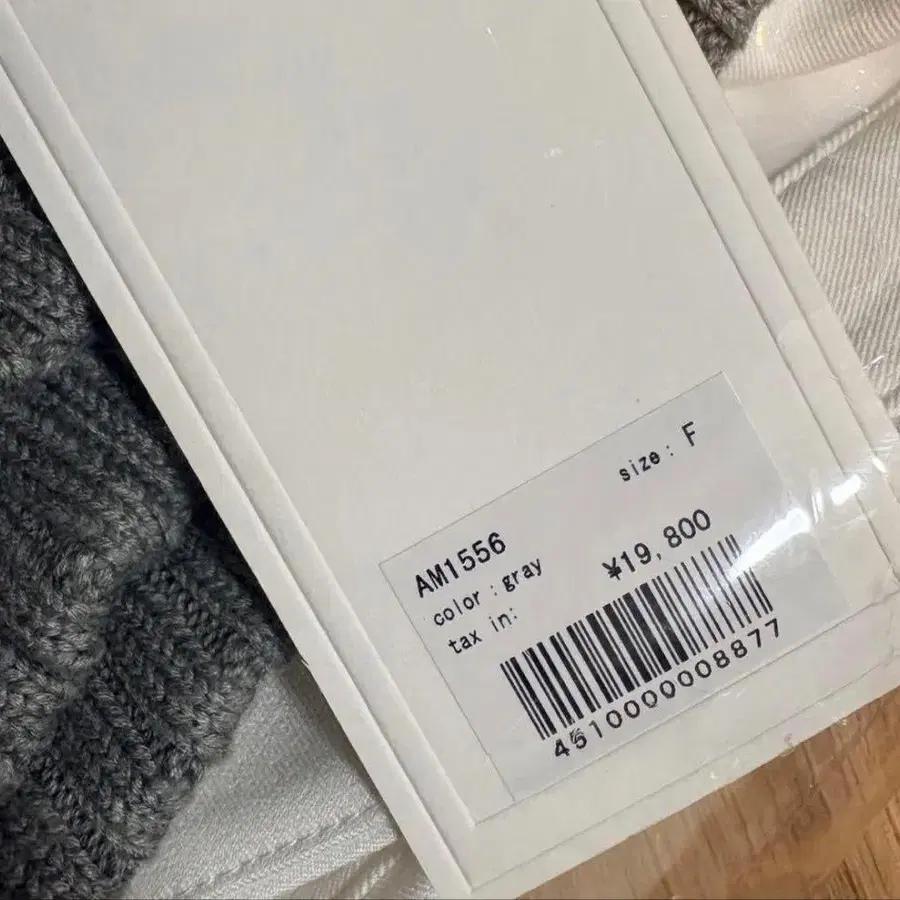 size: F
AM1556
color:gray
tax in: ¥19,800
4510000008877